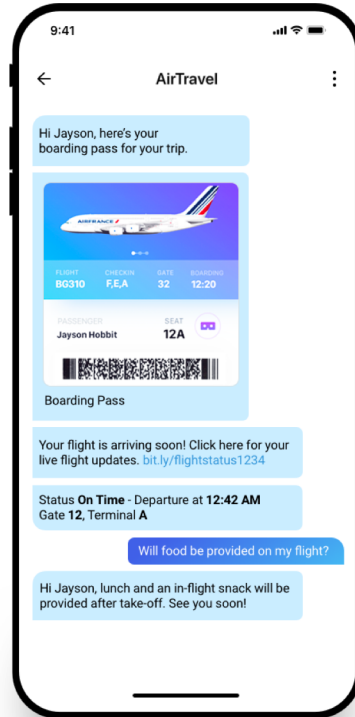 9:41
AirTravel
Hi Jayson, here's your
boarding pass for your trip.
AIRFRANCE
FLIGHT CHECKIN GATE BOARDING
BG310 F,E,A 32 12:20
PASSENGER SEAT
Jayson Hobbit 12A
Boarding Pass
Your flight is arriving soon! Click here for your
live flight updates. bit.ly/flightstatus1234
Status On Time - Departure at 12:42 AM
Gate 12, Terminal A
Will food be provided on my flight?
Hi Jayson, lunch and an in-flight snack will be
provided after take-off. See you soon!